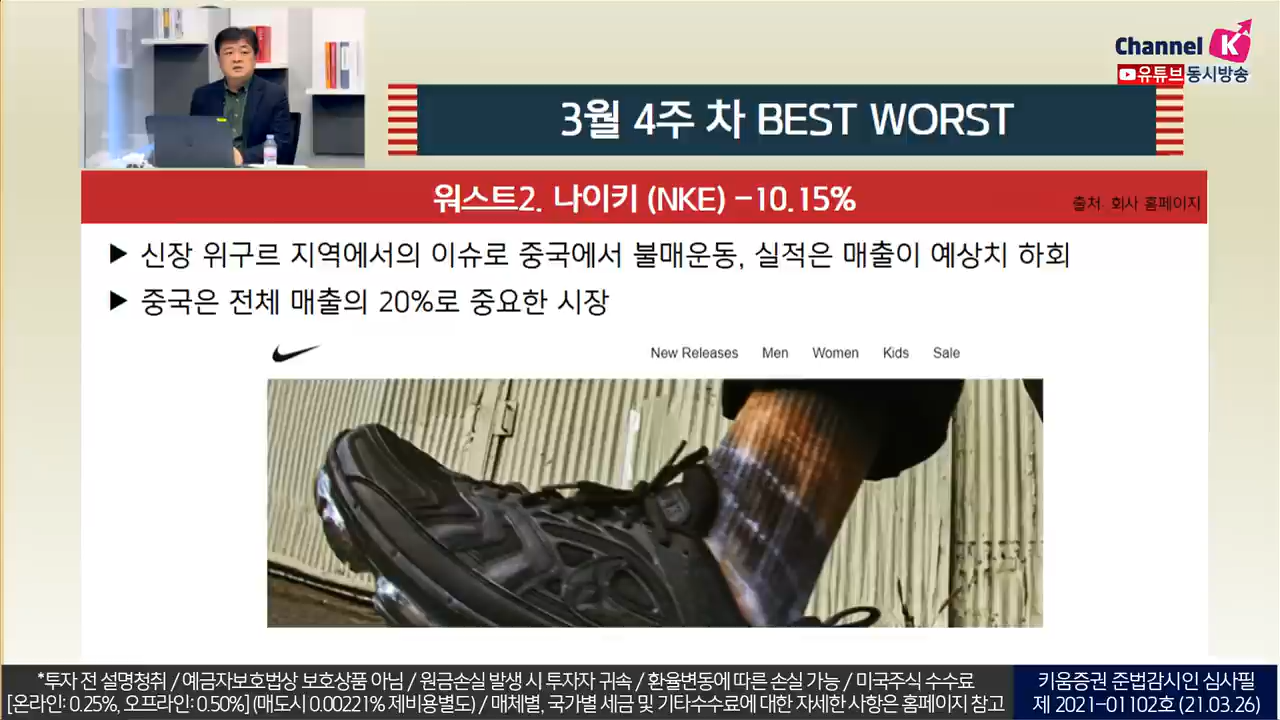 Channel K
유튜브 동시방송
3월 4주 차 BEST WORST
워스트2. 나이키 (NKE) -10.15%
출처: 회사 홈페이지
▶ 신장 위구르 지역에서의 이슈로 중국에서 불매운동, 실적은 매출이 예상치 하회
▶ 중국은 전체 매출의 20%로 중요한 시장
New Releases Men Women Kids Sale
*투자 전 설명청취 / 예금자보호법상 보호상품 아님 / 원금손실 발생 시 투자자 귀속 / 환율변동에 따른 손실 가능 / 미국주식 수수료
[온라인: 0.25%, 오프라인: 0.50%] (매도시 0.00221% 제비용별도) / 매체별, 국가별 세금 및 기타수수료에 대한 자세한 사항은 홈페이지 참고
키움증권 준법감시인 심사필
제 2021-01102호 (21.03.26)